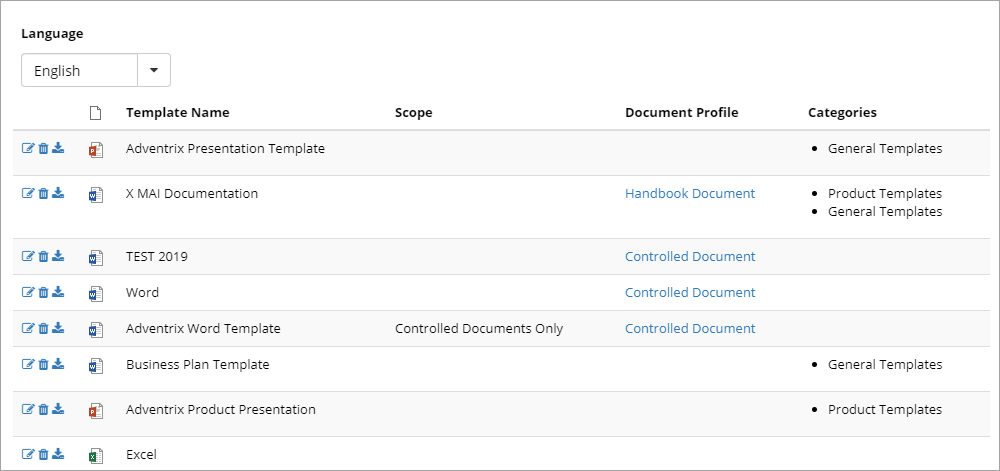 Language
English
Template Name Scope Document Profile Categories
Adventrix Presentation Template • General Templates
X MAI Documentation Handbook Document • Product Templates
• General Templates
TEST 2019 Controlled Document
Word Controlled Document
Adventrix Word Template Controlled Documents Only Controlled Document
Business Plan Template • General Templates
Adventrix Product Presentation • Product Templates
Excel